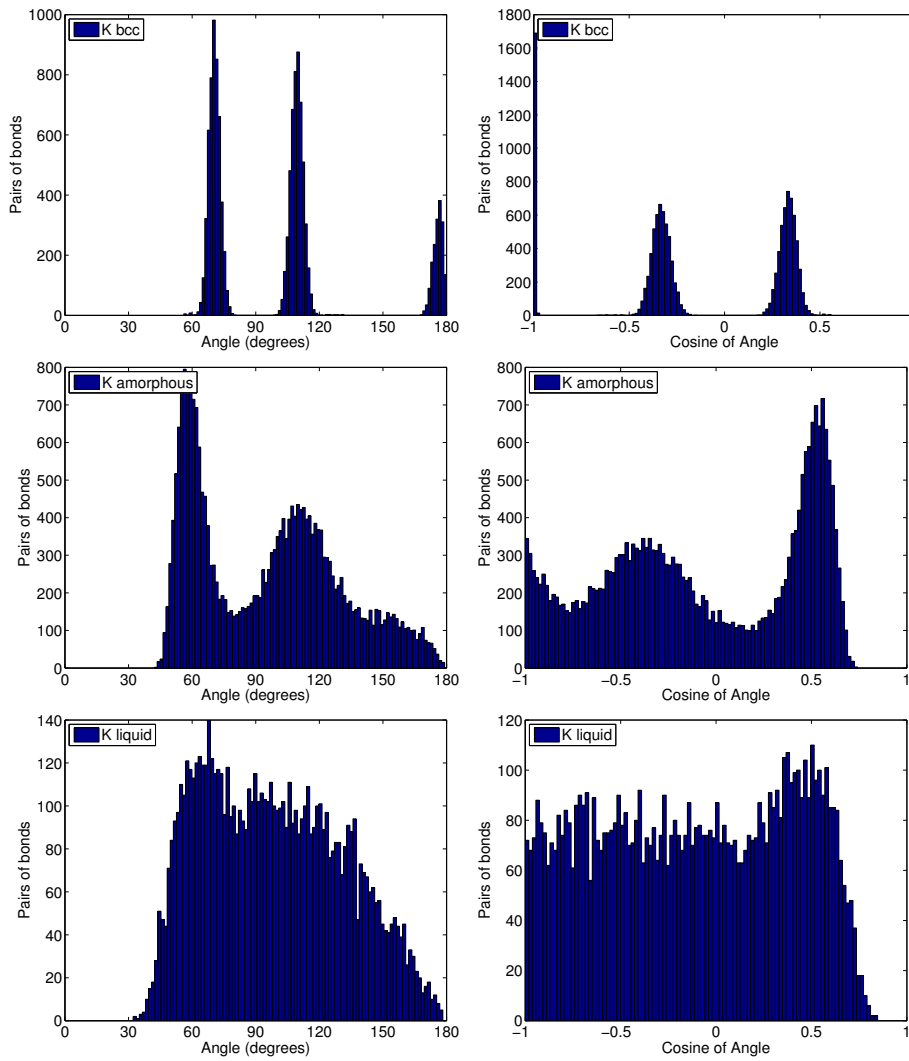 K bcc
1000
800
600
400
200
0
Pairs of bonds
0 30 60 90 120 150 180
Angle (degrees)
K bcc
1800
1600
1400
1200
1000
800
600
400
200
0
Pairs of bonds
−1 −0.5 0 0.5
Cosine of Angle
K amorphous
800
700
600
500
400
300
200
100
0
Pairs of bonds
0 30 60 90 120 150 180
Angle (degrees)
K amorphous
800
700
600
500
400
300
200
100
0
Pairs of bonds
−1 −0.5 0 0.5 1
Cosine of Angle
K liquid
140
120
100
80
60
40
20
0
Pairs of bonds
0 30 60 90 120 150 180
Angle (degrees)
K liquid
120
100
80
60
40
20
0
Pairs of bonds
−1 −0.5 0 0.5 1
Cosine of Angle